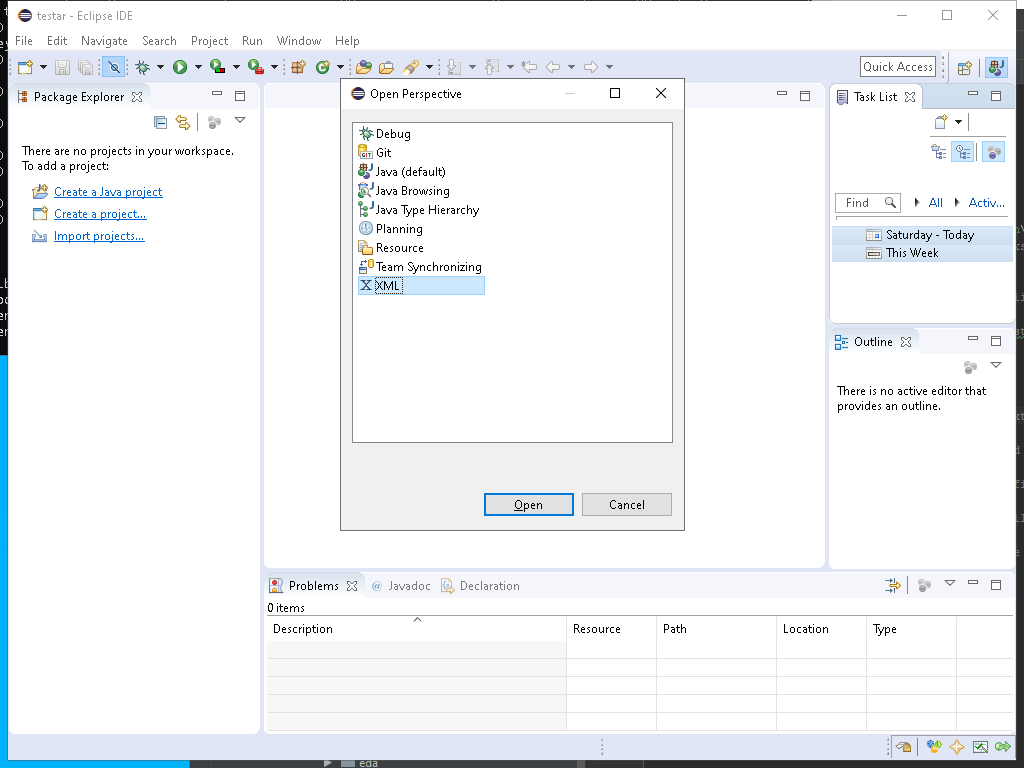 testar - Eclipse IDE
File Edit Navigate Search Project Run Window Help
Quick Access
Package Explorer
There are no projects in your workspace.
To add a project:
Create a Java project
Create a project...
Import projects...
Open Perspective
Debug
Git
Java (default)
Java Browsing
Java Type Hierarchy
Planning
Resource
Team Synchronizing
XML
Open Cancel
Task List
Find All Activ...
Saturday - Today
This Week
Outline
There is no active editor that
provides an outline.
Problems @ Javadoc Declaration
0 items
Description Resource Path Location Type
eda